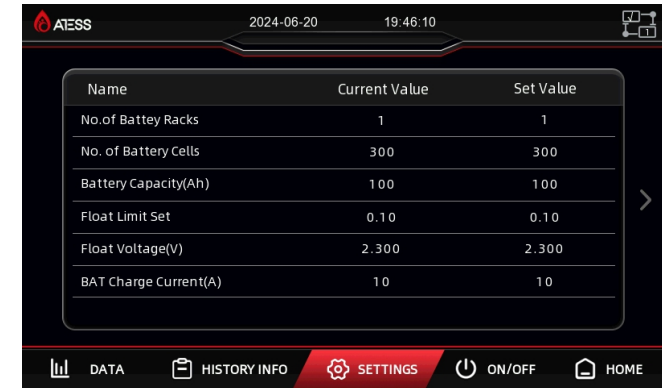 ATESS 2024-06-20 19:46:10
1
Name Current Value Set Value
No.of Battey Racks 1 1
No. of Battery Cells 300 300
Battery Capacity(Ah) 100 100
Float Limit Set 0.10 0.10
Float Voltage(V) 2.300 2.300
BAT Charge Current(A) 10 10
DATA HISTORY INFO SETTINGS ON/OFF HOME